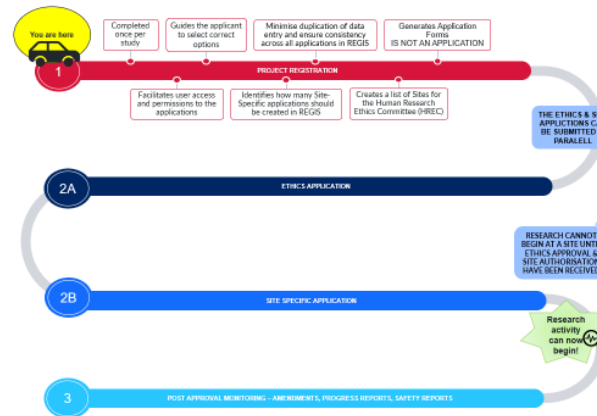 You are here
Completed
once per
study
Guides the applicant
to select correct
options
Minimise duplication of data
entry and ensure consistency
across all applications in REGIS
Generates Application
Forms
IS NOT AN APPLICATION
1
PROJECT REGISTRATION
Facilitates user access
and permissions to the
applications
Identifies how many Site-
Specific applications should
be created in REGIS
Creates a list of Sites for
the Human Research
Ethics Committee (HREC)
THE ETHICS &
APPLICTIONS
BE SUBMITTED
PARALELL
2A
ETHICS APPLICATION
RESEARCH CANNOT
BEGIN AT A SITE UNTIL
ETHICS APPROVAL &
SITE AUTHORISATION
HAVE BEEN RECEIVED
2B
SITE SPECIFIC APPLICATION
Research
activity
can now
begin!
3
POST APPROVAL MONITORING – AMENDMENTS, PROGRESS REPORTS, SAFETY REPORTS